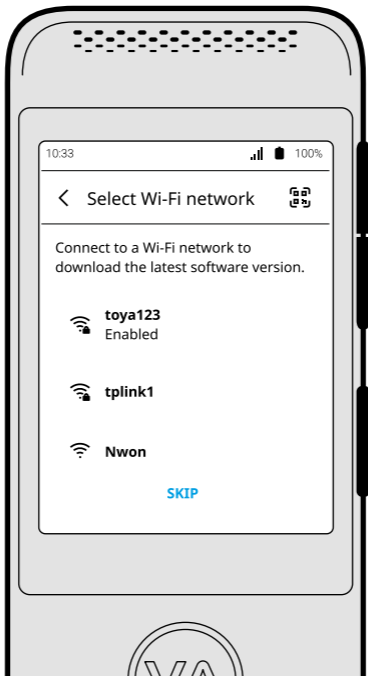 10:33 100%
Select Wi-Fi network
Connect to a Wi-Fi network to
download the latest software version.
toya123
Enabled
tplink1
Nwon
SKIP